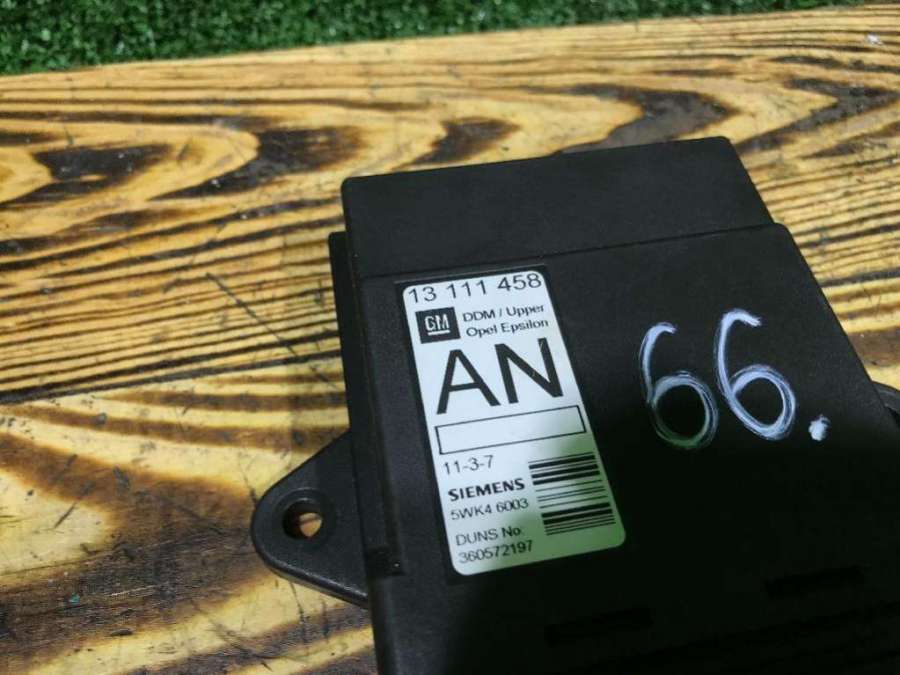 13 111 458
GM
DDM / Upper
Opel Epsilon
AN
11-3-7
SIEMENS
5WK4 6003
DUNS No:
360572197
66.